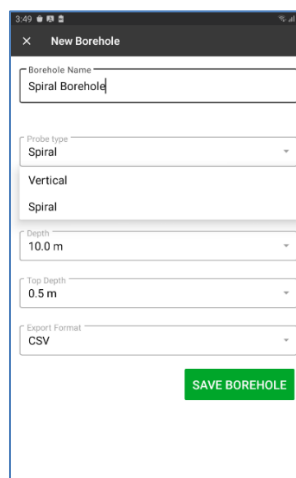 3:49
× New Borehole
Borehole Name
Spiral Borehole
Probe type
Spiral
Vertical
Spiral
Depth
10.0 m
Top Depth
0.5 m
Export Format
CSV
SAVE BOREHOLE